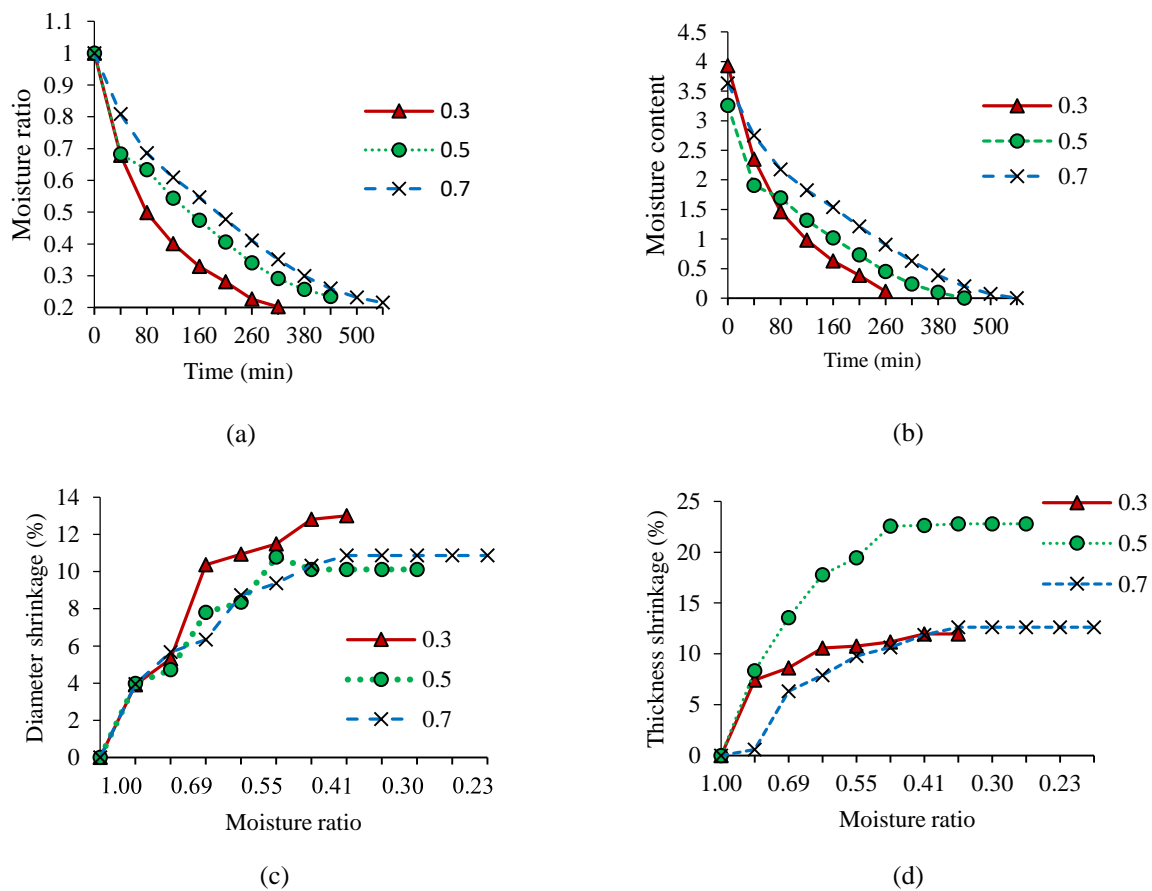 1.1
1
0.9
0.8
0.7
0.6
0.5
0.4
0.3
0.2
Moisture ratio
0 80 160 260 380 500
Time (min)
0.3
0.5
0.7
(a)
4.5
4
3.5
3
2.5
2
1.5
1
0.5
0
Moisture content
0 80 160 260 380 500
Time (min)
0.3
0.5
0.7
(b)
14
12
10
8
6
4
2
0
Diameter shrinkage (%)
1.00 0.69 0.55 0.41 0.30 0.23
Moisture ratio
0.3
0.5
0.7
(c)
25
20
15
10
5
0
Thickness shrinkage (%)
1.00 0.69 0.55 0.41 0.30 0.23
Moisture ratio
0.3
0.5
0.7
(d)